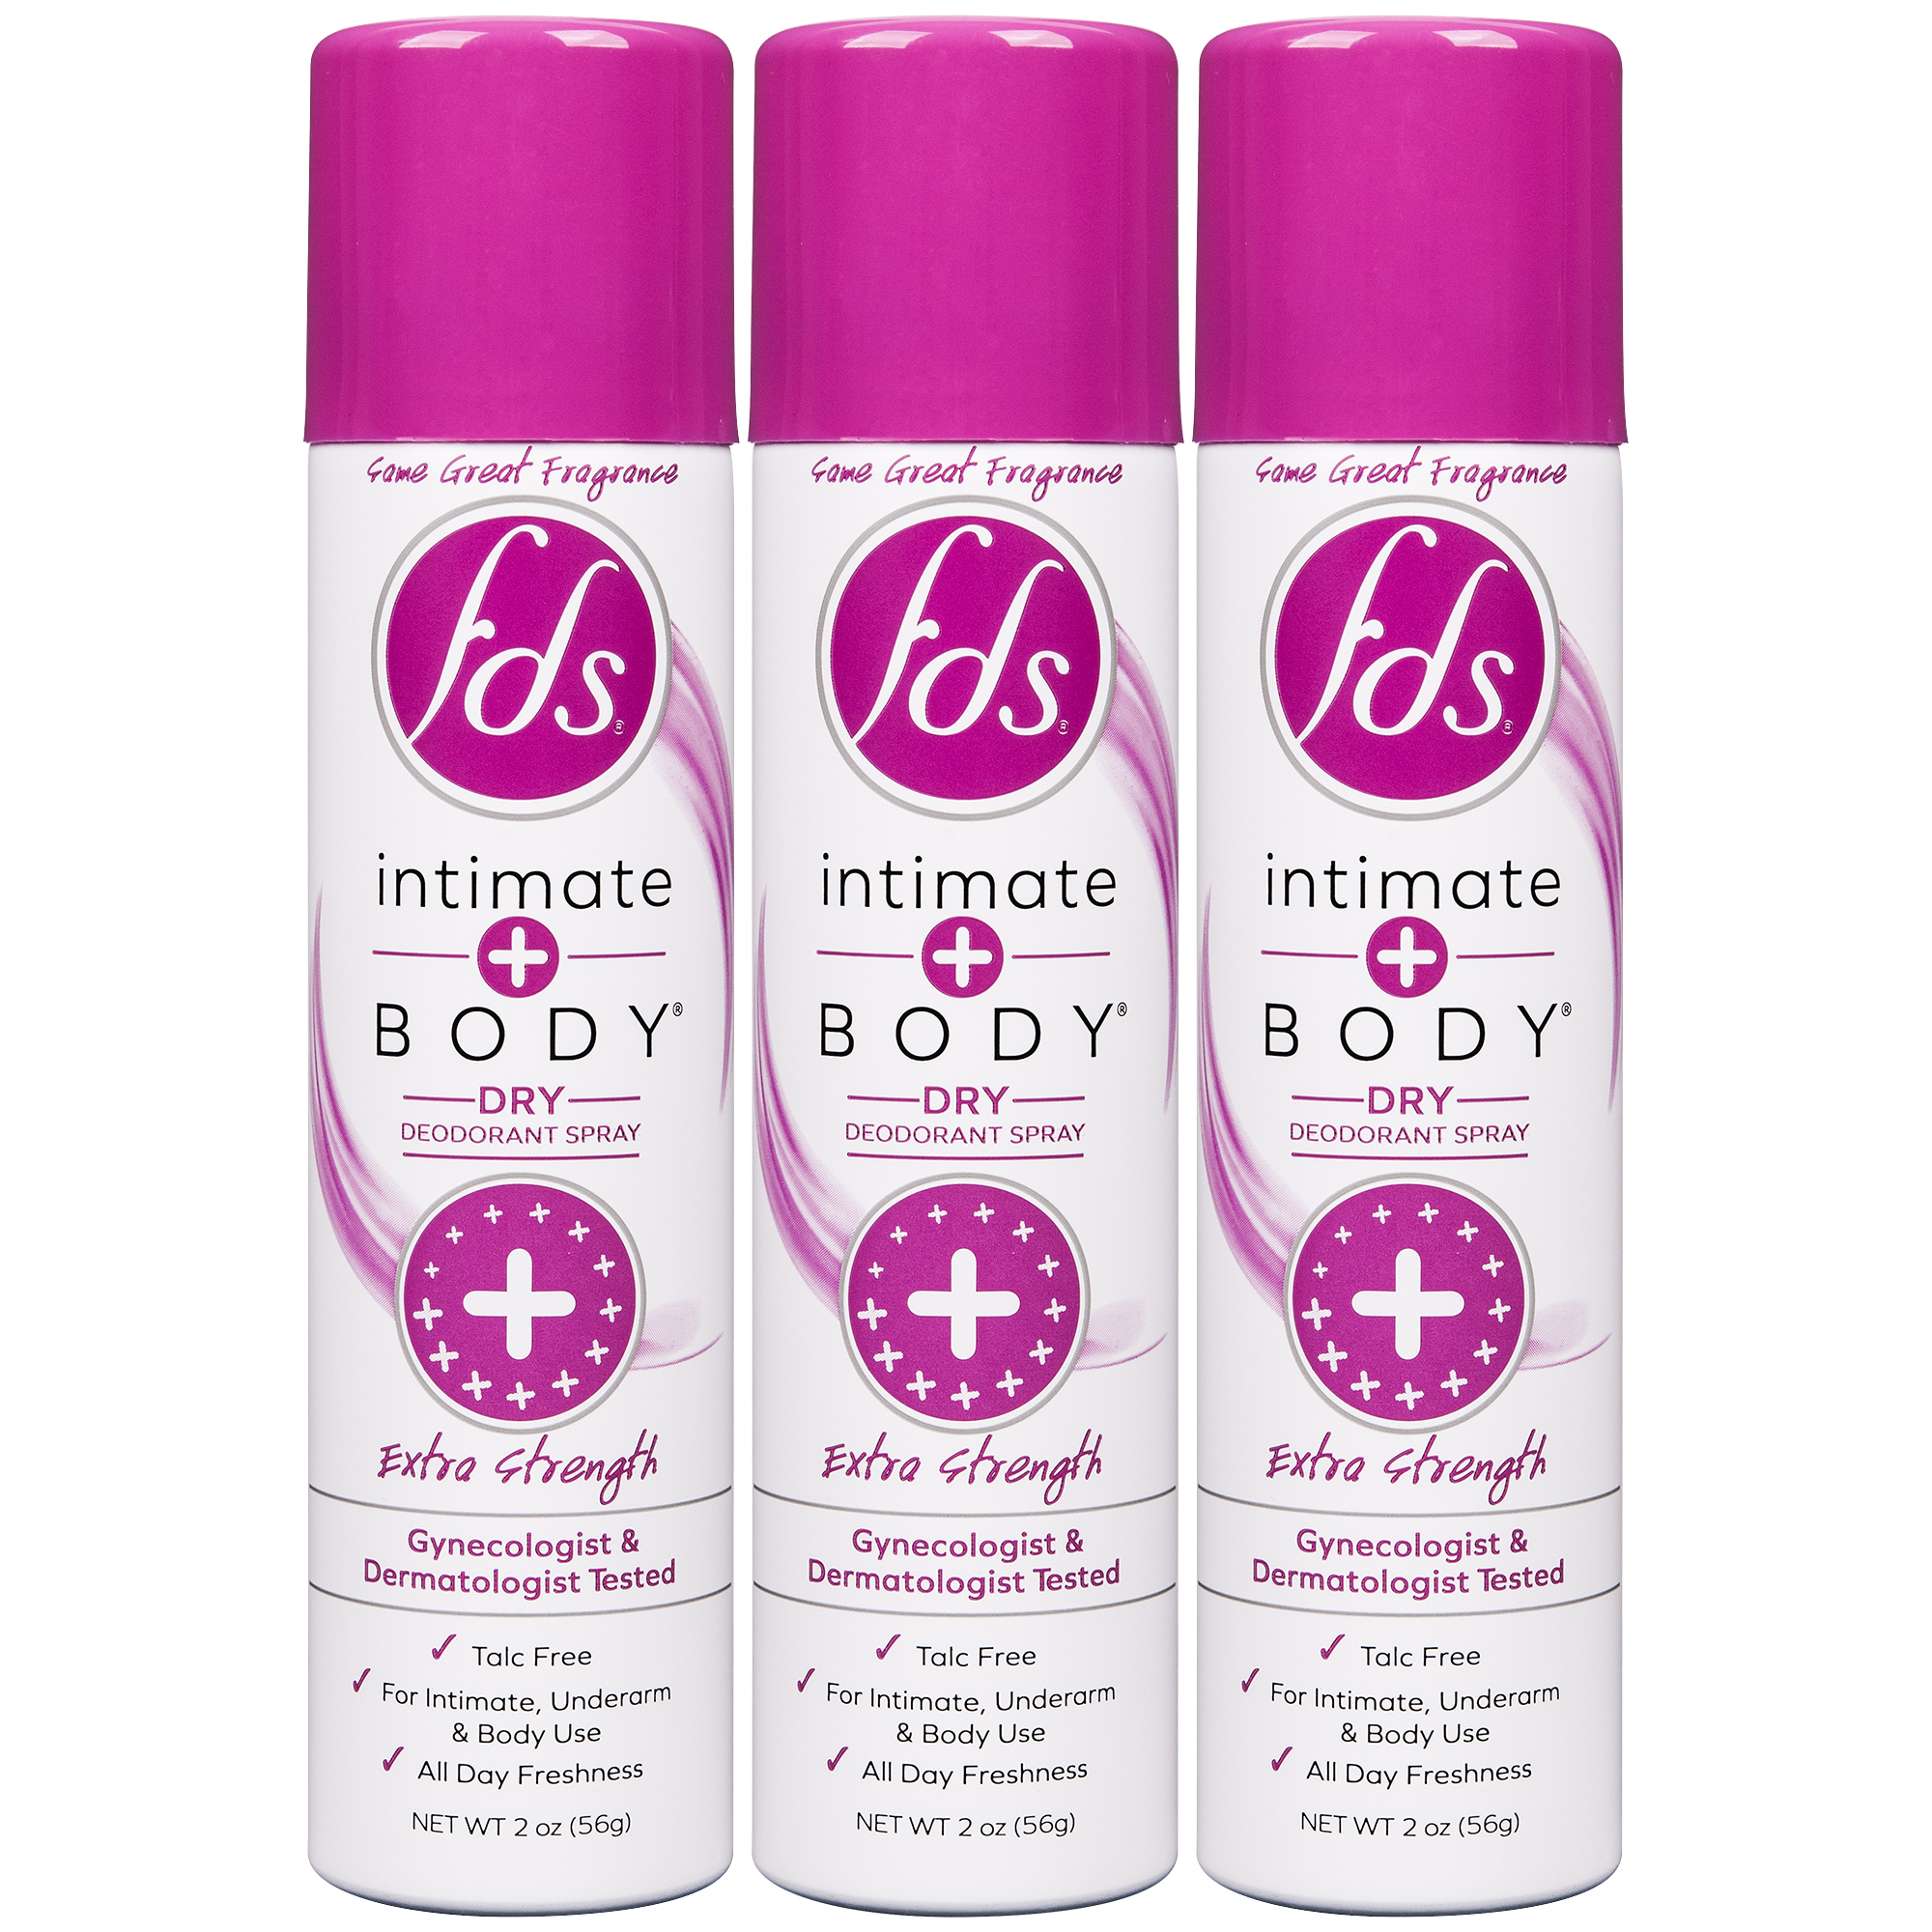 Same Great Fragrance
fds®
intimate
+
BODY®
DRY
DEODORANT SPRAY
Extra Strength
Gynecologist &
Dermatologist Tested
✓ Talc Free
✓ For Intimate, Underarm
& Body Use
✓ All Day Freshness
NET WT 2 oz (56g)
Same Great Fragrance
fds®
intimate
+
BODY®
DRY
DEODORANT SPRAY
Extra Strength
Gynecologist &
Dermatologist Tested
✓ Talc Free
✓ For Intimate, Underarm
& Body Use
✓ All Day Freshness
NET WT 2 oz (56g)
Same Great Fragrance
fds®
intimate
+
BODY®
DRY
DEODORANT SPRAY
Extra Strength
Gynecologist &
Dermatologist Tested
✓ Talc Free
✓ For Intimate, Underarm
& Body Use
✓ All Day Freshness
NET WT 2 oz (56g)